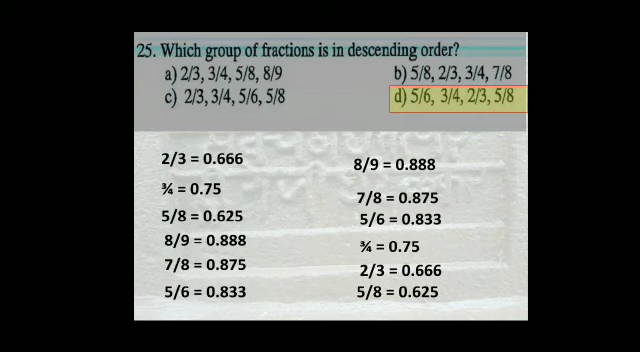 25. Which group of fractions is in descending order?
a) 2/3, 3/4, 5/8, 8/9
b) 5/8, 2/3, 3/4, 7/8
c) 2/3, 3/4, 5/6, 5/8
d) 5/6, 3/4, 2/3, 5/8
2/3 = 0.666
¾ = 0.75
5/8 = 0.625
8/9 = 0.888
7/8 = 0.875
5/6 = 0.833
8/9 = 0.888
7/8 = 0.875
5/6 = 0.833
¾ = 0.75
2/3 = 0.666
5/8 = 0.625